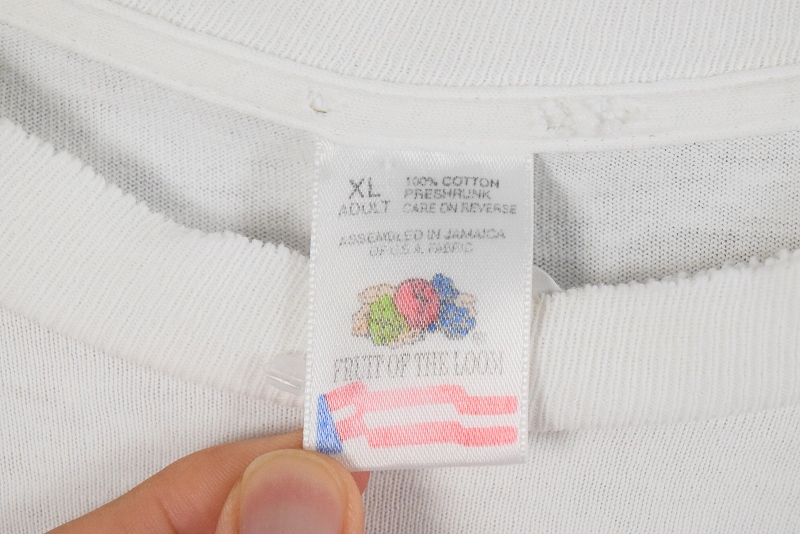 XL
ADULT
100% COTTON
PRESHRUNK
CARE ON REVERSE
ASSEMBLED IN JAMAICA
OF U.S.A. FABRIC
®
FRUIT OF THE LOOM